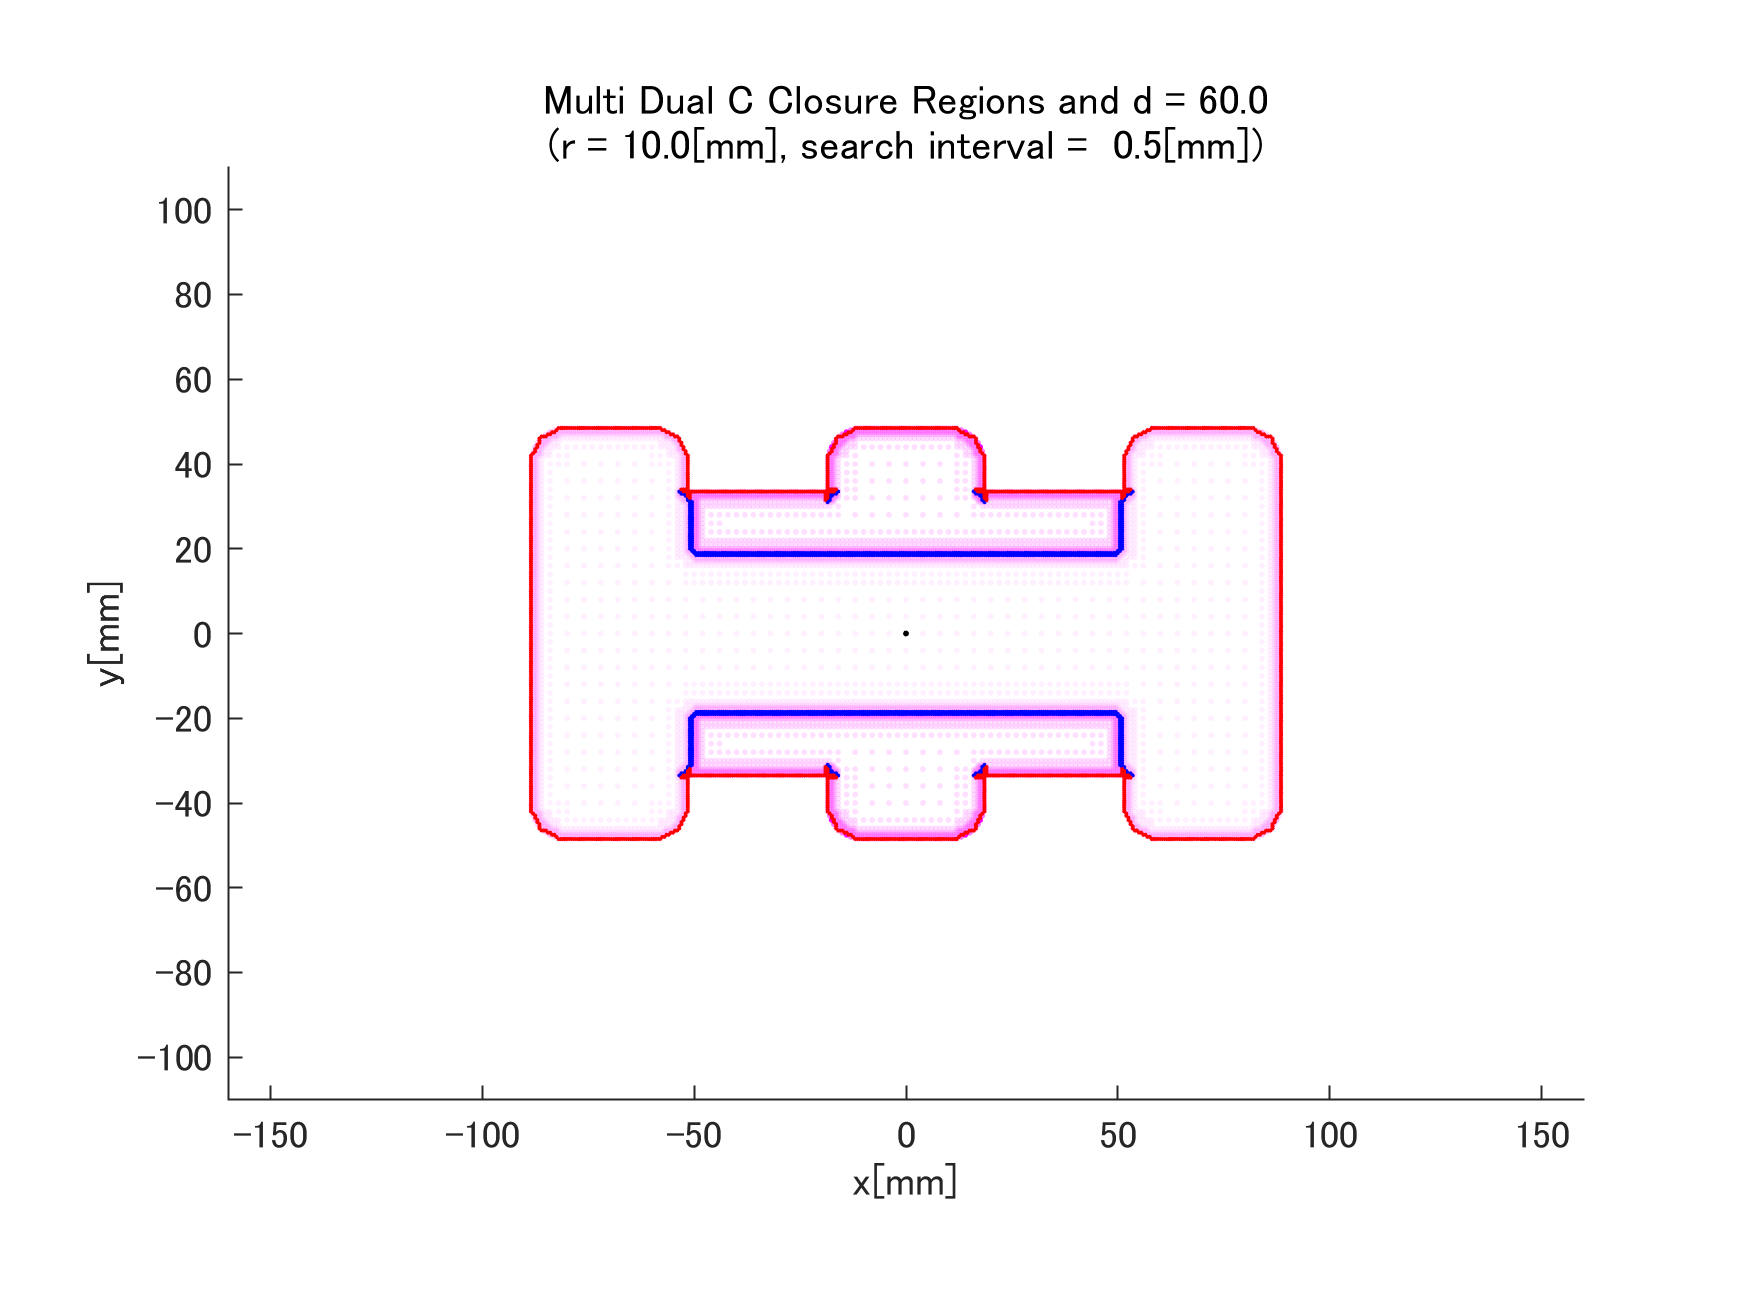 Multi Dual C Closure Regions and d = 60.0
(r = 10.0[mm], search interval =  0.5[mm])
100
80
60
40
20
0
−20
−40
−60
−80
−100
y[mm]
−150 −100 −50 0 50 100 150
x[mm]